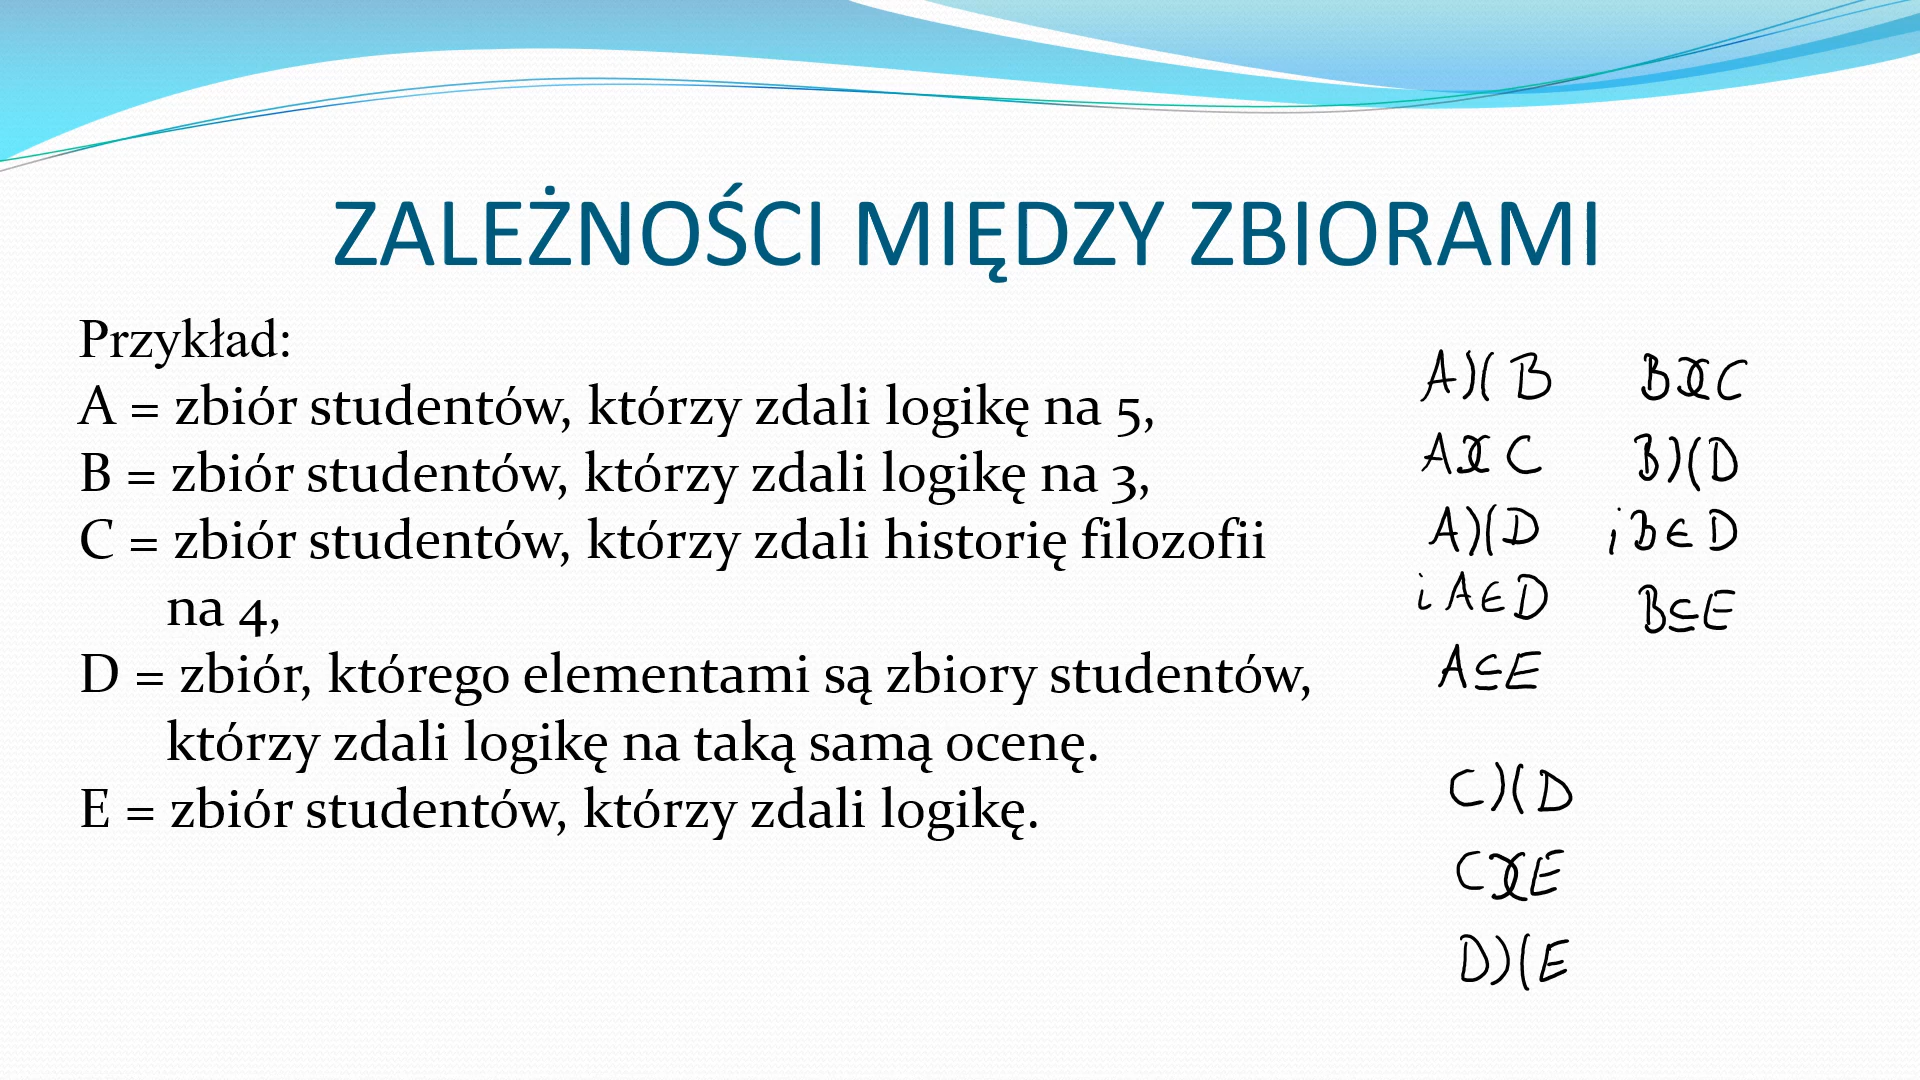 ZALEŻNOŚCI MIĘDZY ZBIORAMI
Przykład:
A = zbiór studentów, którzy zdali logikę na 5,
B = zbiór studentów, którzy zdali logikę na 3,
C = zbiór studentów, którzy zdali historię filozofii
na 4,
D = zbiór, którego elementami są zbiory studentów,
którzy zdali logikę na taką samą ocenę.
E = zbiór studentów, którzy zdali logikę.
A)(B
A)(C
A)(D
i A∈D
A⊆E
B)(C
B)(D
i B∈D
B⊆E
C)(D
C)(E
D)(E